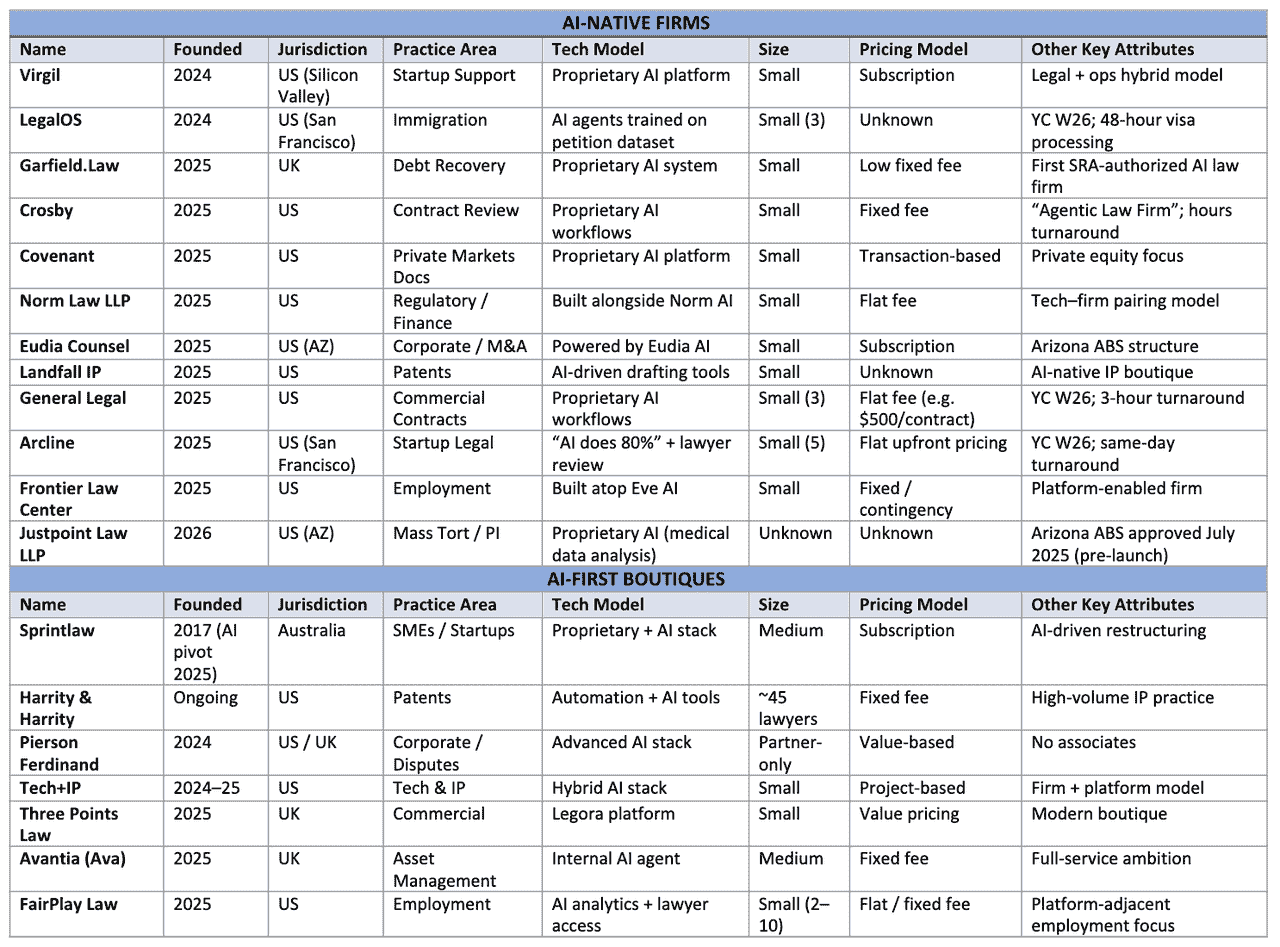 AI-NATIVE FIRMS
Name Founded Jurisdiction Practice Area Tech Model Size Pricing Model Other Key Attributes
Virgil 2024 US (Silicon Valley) Startup Support Proprietary AI platform Small Subscription Legal + ops hybrid model
LegalOS 2024 US (San Francisco) Immigration AI agents trained on petition dataset Small (3) Unknown YC W26; 48-hour visa processing
Garfield.Law 2025 UK Debt Recovery Proprietary AI system Small Low fixed fee First SRA-authorized AI law firm
Crosby 2025 US Contract Review Proprietary AI workflows Small Fixed fee “Agentic Law Firm”; hours turnaround
Covenant 2025 US Private Markets Docs Proprietary AI platform Small Transaction-based Private equity focus
Norm Law LLP 2025 US Regulatory / Finance Built alongside Norm AI Small Flat fee Tech–firm pairing model
Eudia Counsel 2025 US (AZ) Corporate / M&A Powered by Eudia AI Small Subscription Arizona ABS structure
Landfall IP 2025 US Patents AI-driven drafting tools Small Unknown AI-native IP boutique
General Legal 2025 US Commercial Contracts Proprietary AI workflows Small (3) Flat fee (e.g. $500/contract) YC W26; 3-hour turnaround
Arcline 2025 US (San Francisco) Startup Legal “AI does 80%” + lawyer review Small (5) Flat upfront pricing YC W26; same-day turnaround
Frontier Law Center 2025 US Employment Built atop Eve AI Small Fixed / contingency Platform-enabled firm
Justpoint Law LLP 2026 US (AZ) Mass Tort / PI Proprietary AI (medical data analysis) Unknown Unknown Arizona ABS approved July 2025 (pre-launch)
AI-FIRST BOUTIQUES
Name Founded Jurisdiction Practice Area Tech Model Size Pricing Model Other Key Attributes
Sprintlaw 2017 (AI pivot 2025) Australia SMEs / Startups Proprietary + AI stack Medium Subscription AI-driven restructuring
Harrity & Harrity Ongoing US Patents Automation + AI tools ~45 lawyers Fixed fee High-volume IP practice
Pierson Ferdinand 2024 US / UK Corporate / Disputes Advanced AI stack Partner-only Value-based No associates
Tech+IP 2024–25 US Tech & IP Hybrid AI stack Small Project-based Firm + platform model
Three Points Law 2025 UK Commercial Legora platform Small Value pricing Modern boutique
Avantia (Ava) 2025 UK Asset Management Internal AI agent Medium Fixed fee Full-service ambition
FairPlay Law 2025 US Employment AI analytics + lawyer access Small (2–10) Flat / fixed fee Platform-adjacent employment focus